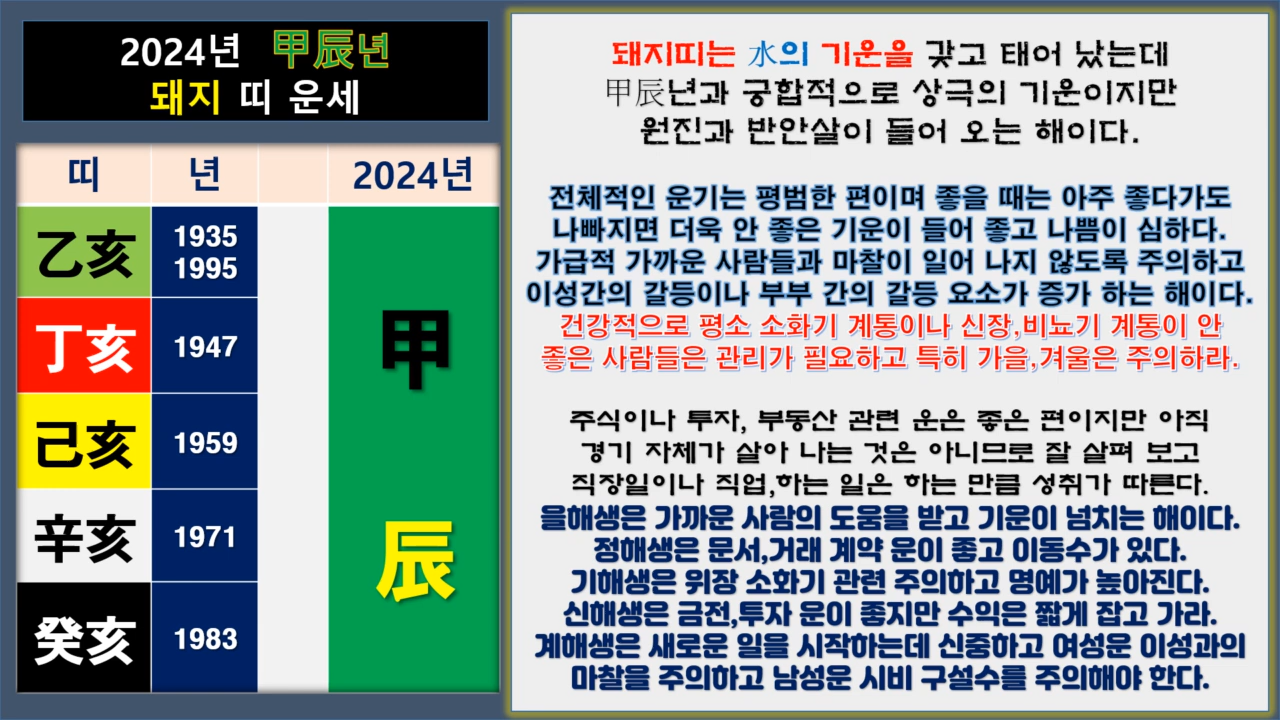 2024년 甲辰년
돼지 띠 운세
띠 년 2024년
乙亥 1935
1995
丁亥 1947
己亥 1959
辛亥 1971
癸亥 1983
甲
辰
돼지띠는 水의 기운을 갖고 태어 났는데
甲辰년과 궁합적으로 상극의 기운이지만
원진과 반안살이 들어 오는 해이다.
전체적인 운기는 평범한 편이며 좋을 때는 아주 좋다가도
나빠지면 더욱 안 좋은 기운이 들어 좋고 나쁨이 심하다.
가급적 가까운 사람들과 마찰이 일어 나지 않도록 주의하고
이성간의 갈등이나 부부 간의 갈등 요소가 증가 하는 해이다.
건강적으로 평소 소화기 계통이나 신장,비뇨기 계통이 안
좋은 사람들은 관리가 필요하고 특히 가을,겨울은 주의하라.
주식이나 투자, 부동산 관련 운은 좋은 편이지만 아직
경기 자체가 살아 나는 것은 아니므로 잘 살펴 보고
직장일이나 직업,하는 일은 하는 만큼 성취가 따른다.
을해생은 가까운 사람의 도움을 받고 기운이 넘치는 해이다.
정해생은 문서,거래 계약 운이 좋고 이동수가 있다.
기해생은 위장 소화기 관련 주의하고 명예가 높아진다.
신해생은 금전,투자 운이 좋지만 수익은 짧게 잡고 가라.
계해생은 새로운 일을 시작하는데 신중하고 여성운 이성과의
마찰을 주의하고 남성운 시비 구설수를 주의해야 한다.